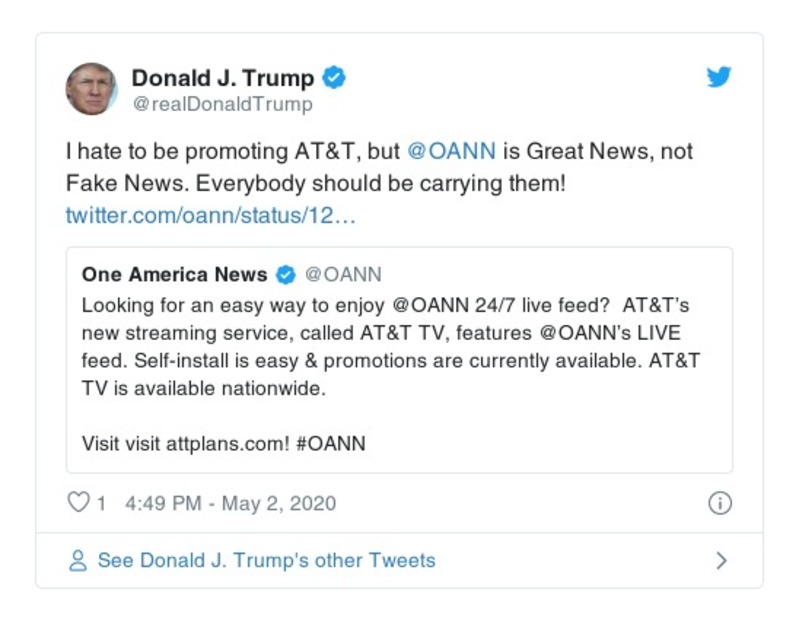 Donald J. Trump
@realDonaldTrump
I hate to be promoting AT&T, but @OANN is Great News, not
Fake News. Everybody should be carrying them!
twitter.com/oann/status/12…
One America News @OANN
Looking for an easy way to enjoy @OANN 24/7 live feed?  AT&T's
new streaming service, called AT&T TV, features @OANN's LIVE
feed. Self-install is easy & promotions are currently available. AT&T
TV is available nationwide.
Visit visit attplans.com! #OANN
1 4:49 PM - May 2, 2020
See Donald J. Trump's other Tweets